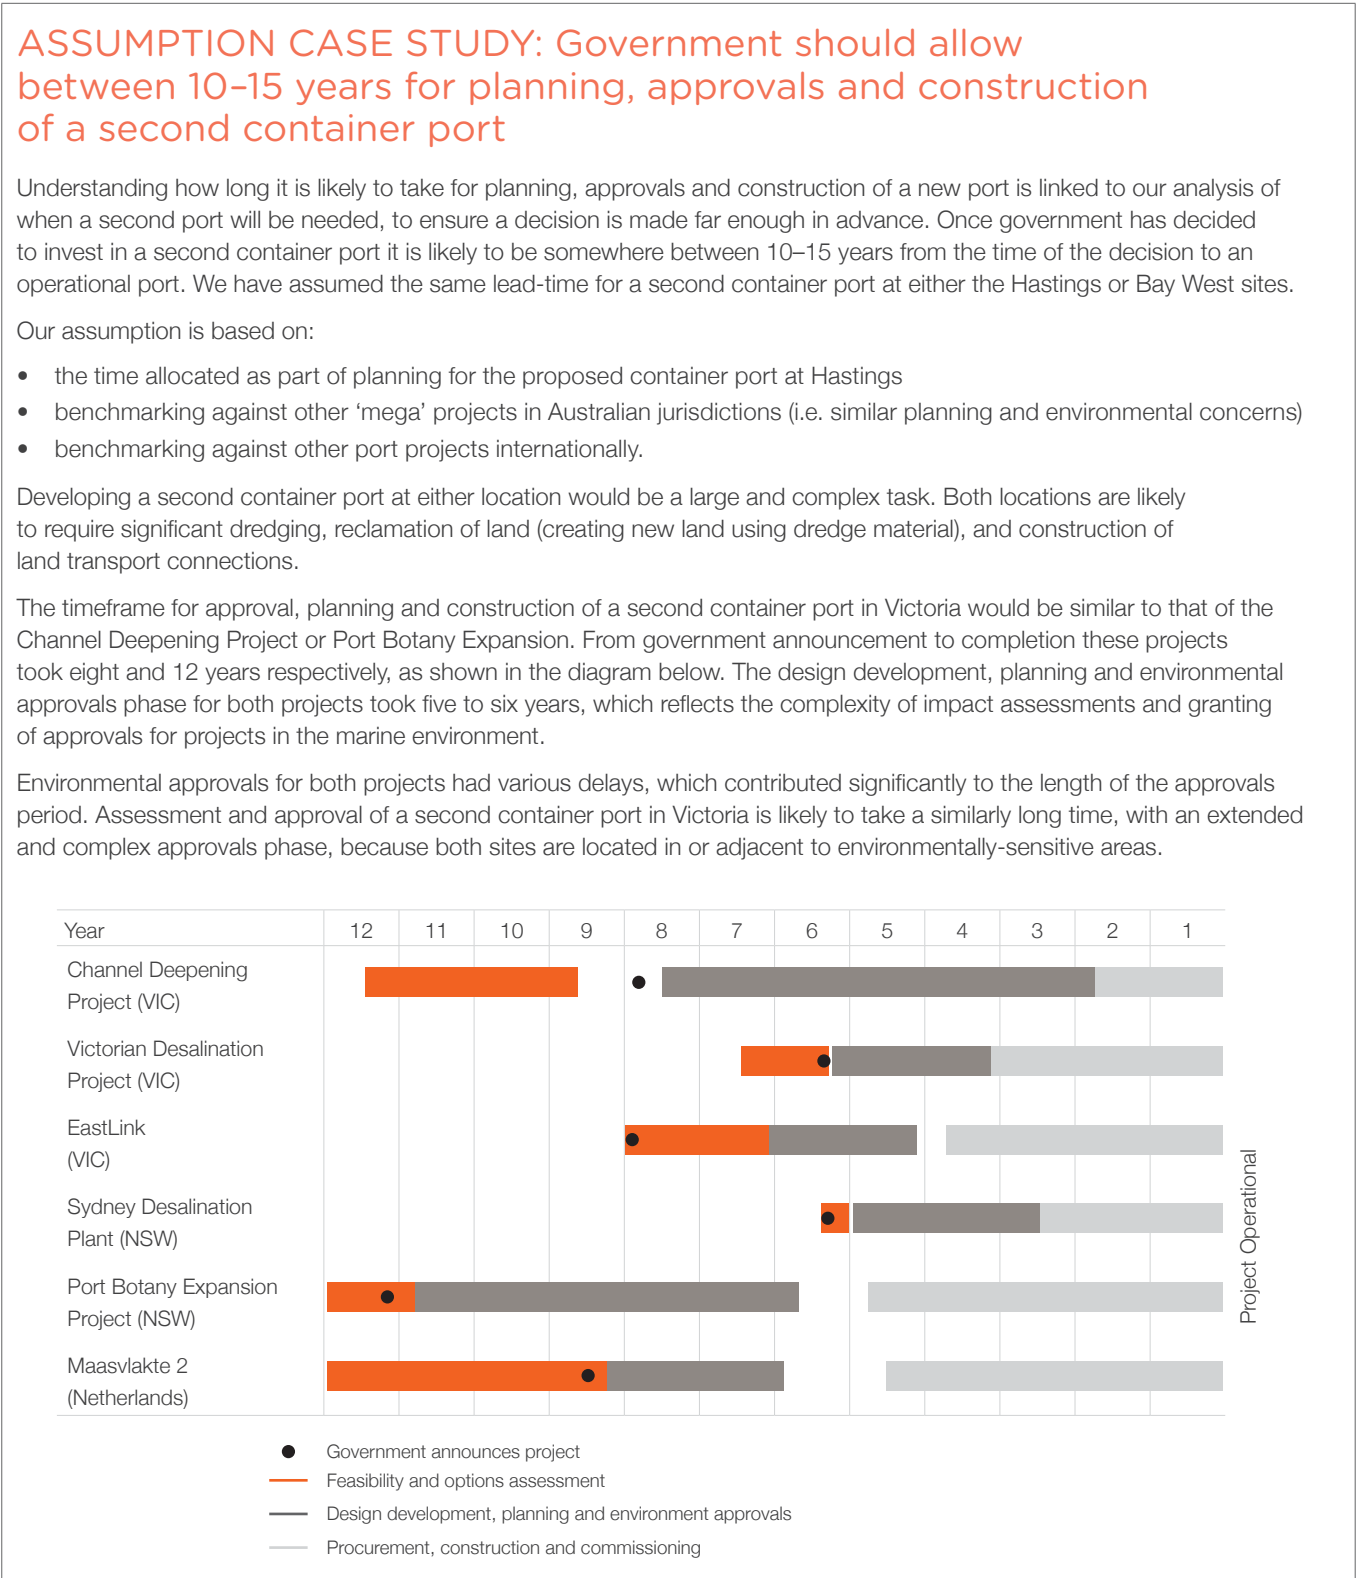 ASSUMPTION CASE STUDY: Government should allow
between 10–15 years for planning, approvals and construction
of a second container port
Understanding how long it is likely to take for planning, approvals and construction of a new port is linked to our analysis of
when a second port will be needed, to ensure a decision is made far enough in advance. Once government has decided
to invest in a second container port it is likely to be somewhere between 10–15 years from the time of the decision to an
operational port. We have assumed the same lead-time for a second container port at either the Hastings or Bay West sites.
Our assumption is based on:
• the time allocated as part of planning for the proposed container port at Hastings
• benchmarking against other ‘mega’ projects in Australian jurisdictions (i.e. similar planning and environmental concerns)
• benchmarking against other port projects internationally.
Developing a second container port at either location would be a large and complex task. Both locations are likely
to require significant dredging, reclamation of land (creating new land using dredge material), and construction of
land transport connections.
The timeframe for approval, planning and construction of a second container port in Victoria would be similar to that of the
Channel Deepening Project or Port Botany Expansion. From government announcement to completion these projects
took eight and 12 years respectively, as shown in the diagram below. The design development, planning and environmental
approvals phase for both projects took five to six years, which reflects the complexity of impact assessments and granting
of approvals for projects in the marine environment.
Environmental approvals for both projects had various delays, which contributed significantly to the length of the approvals
period. Assessment and approval of a second container port in Victoria is likely to take a similarly long time, with an extended
and complex approvals phase, because both sites are located in or adjacent to environmentally-sensitive areas.
Year 12 11 10 9 8 7 6 5 4 3 2 1
Channel Deepening
Project (VIC)
Victorian Desalination
Project (VIC)
EastLink
(VIC)
Sydney Desalination
Plant (NSW)
Port Botany Expansion
Project (NSW)
Maasvlakte 2
(Netherlands)
Project Operational
Government announces project
Feasibility and options assessment
Design development, planning and environment approvals
Procurement, construction and commissioning